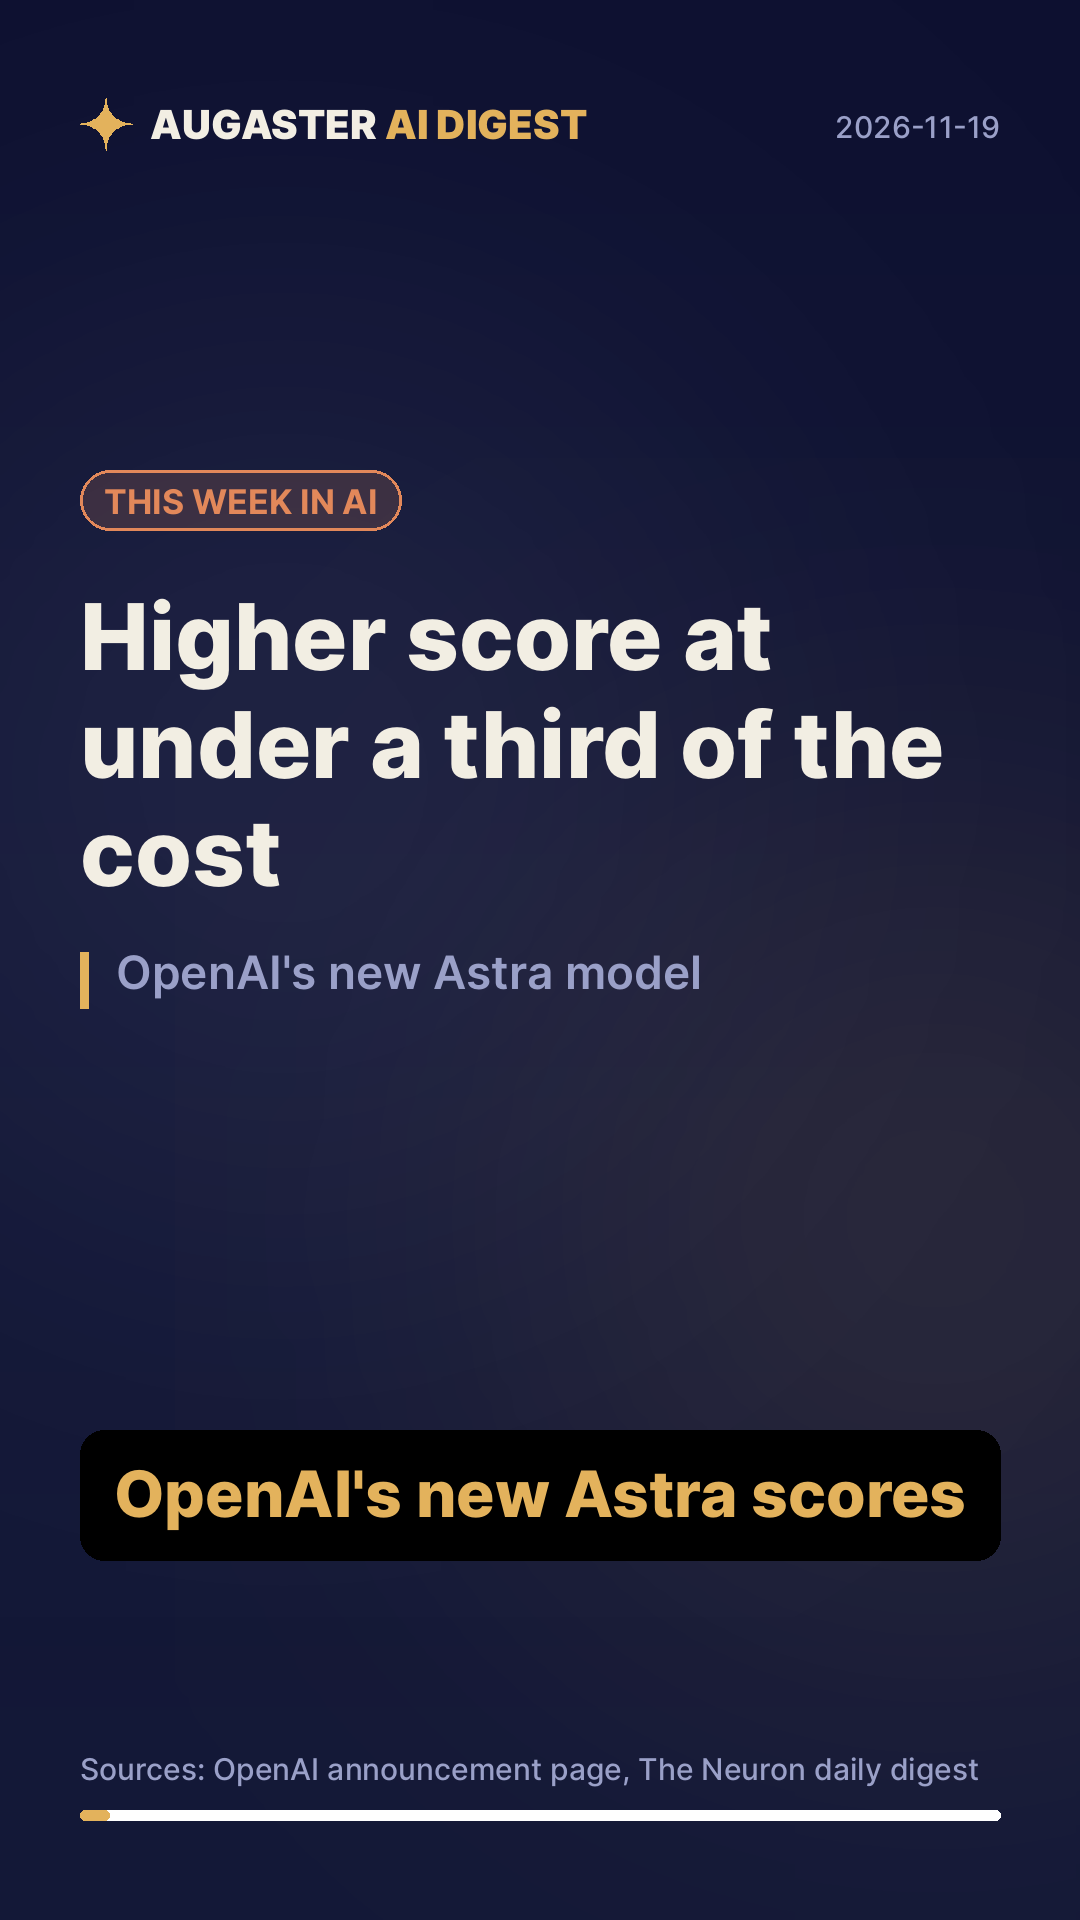 AUGASTER AI DIGEST
2026-11-19
THIS WEEK IN AI
Higher score at
under a third of the
cost
OpenAI's new Astra model
OpenAI's new Astra scores
Sources: OpenAI announcement page, The Neuron daily digest